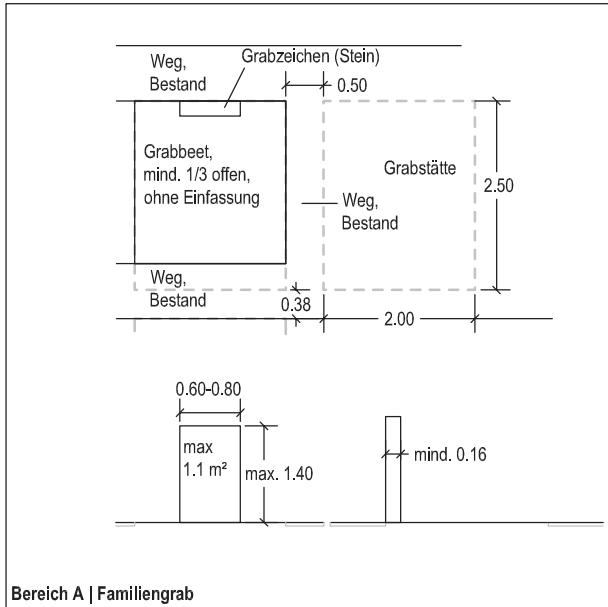 Grabzeichen (Stein)
Weg,
Bestand
0.50
Grabbeet,
mind. 1/3 offen,
ohne Einfassung
Grabstätte
2.50
Weg,
Bestand
Weg,
Bestand
0.38
2.00
0.60-0.80
max
1.1 m²
max. 1.40
mind. 0.16
Bereich A | Familiengrab